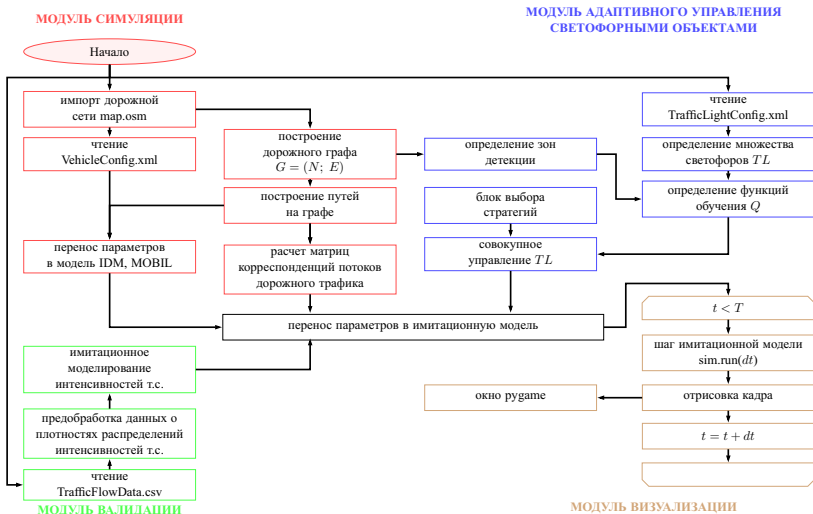 МОДУЛЬ СИМУЛЯЦИИ
МОДУЛЬ АДАПТИВНОГО УПРАВЛЕНИЯ
СВЕТОФОРНЫМИ ОБЪЕКТАМИ
Начало
импорт дорожной
сети map.osm
чтение
VehicleConfig.xml
построение
дорожного графа
G = (N; E)
построение путей
на графе
перенос параметров
в модель IDM, MOBIL
расчет матриц
корреспонденций потоков
дорожного трафика
определение зон
детекции
блок выбора
стратегий
совокупное
управление TL
чтение
TrafficLightConfig.xml
определение множества
светофоров TL
определение функций
обучения Q
перенос параметров в имитационную модель
t < T
шаг имитационной модели
sim.run(dt)
отрисовка кадра
окно pygame
t = t + dt
имитационное
моделирование
интенсивностей т.с.
предобработка данных о
плотностях распределений
интенсивностей т.с.
чтение
TrafficFlowData.csv
МОДУЛЬ ВАЛИДАЦИИ
МОДУЛЬ ВИЗУАЛИЗАЦИИ